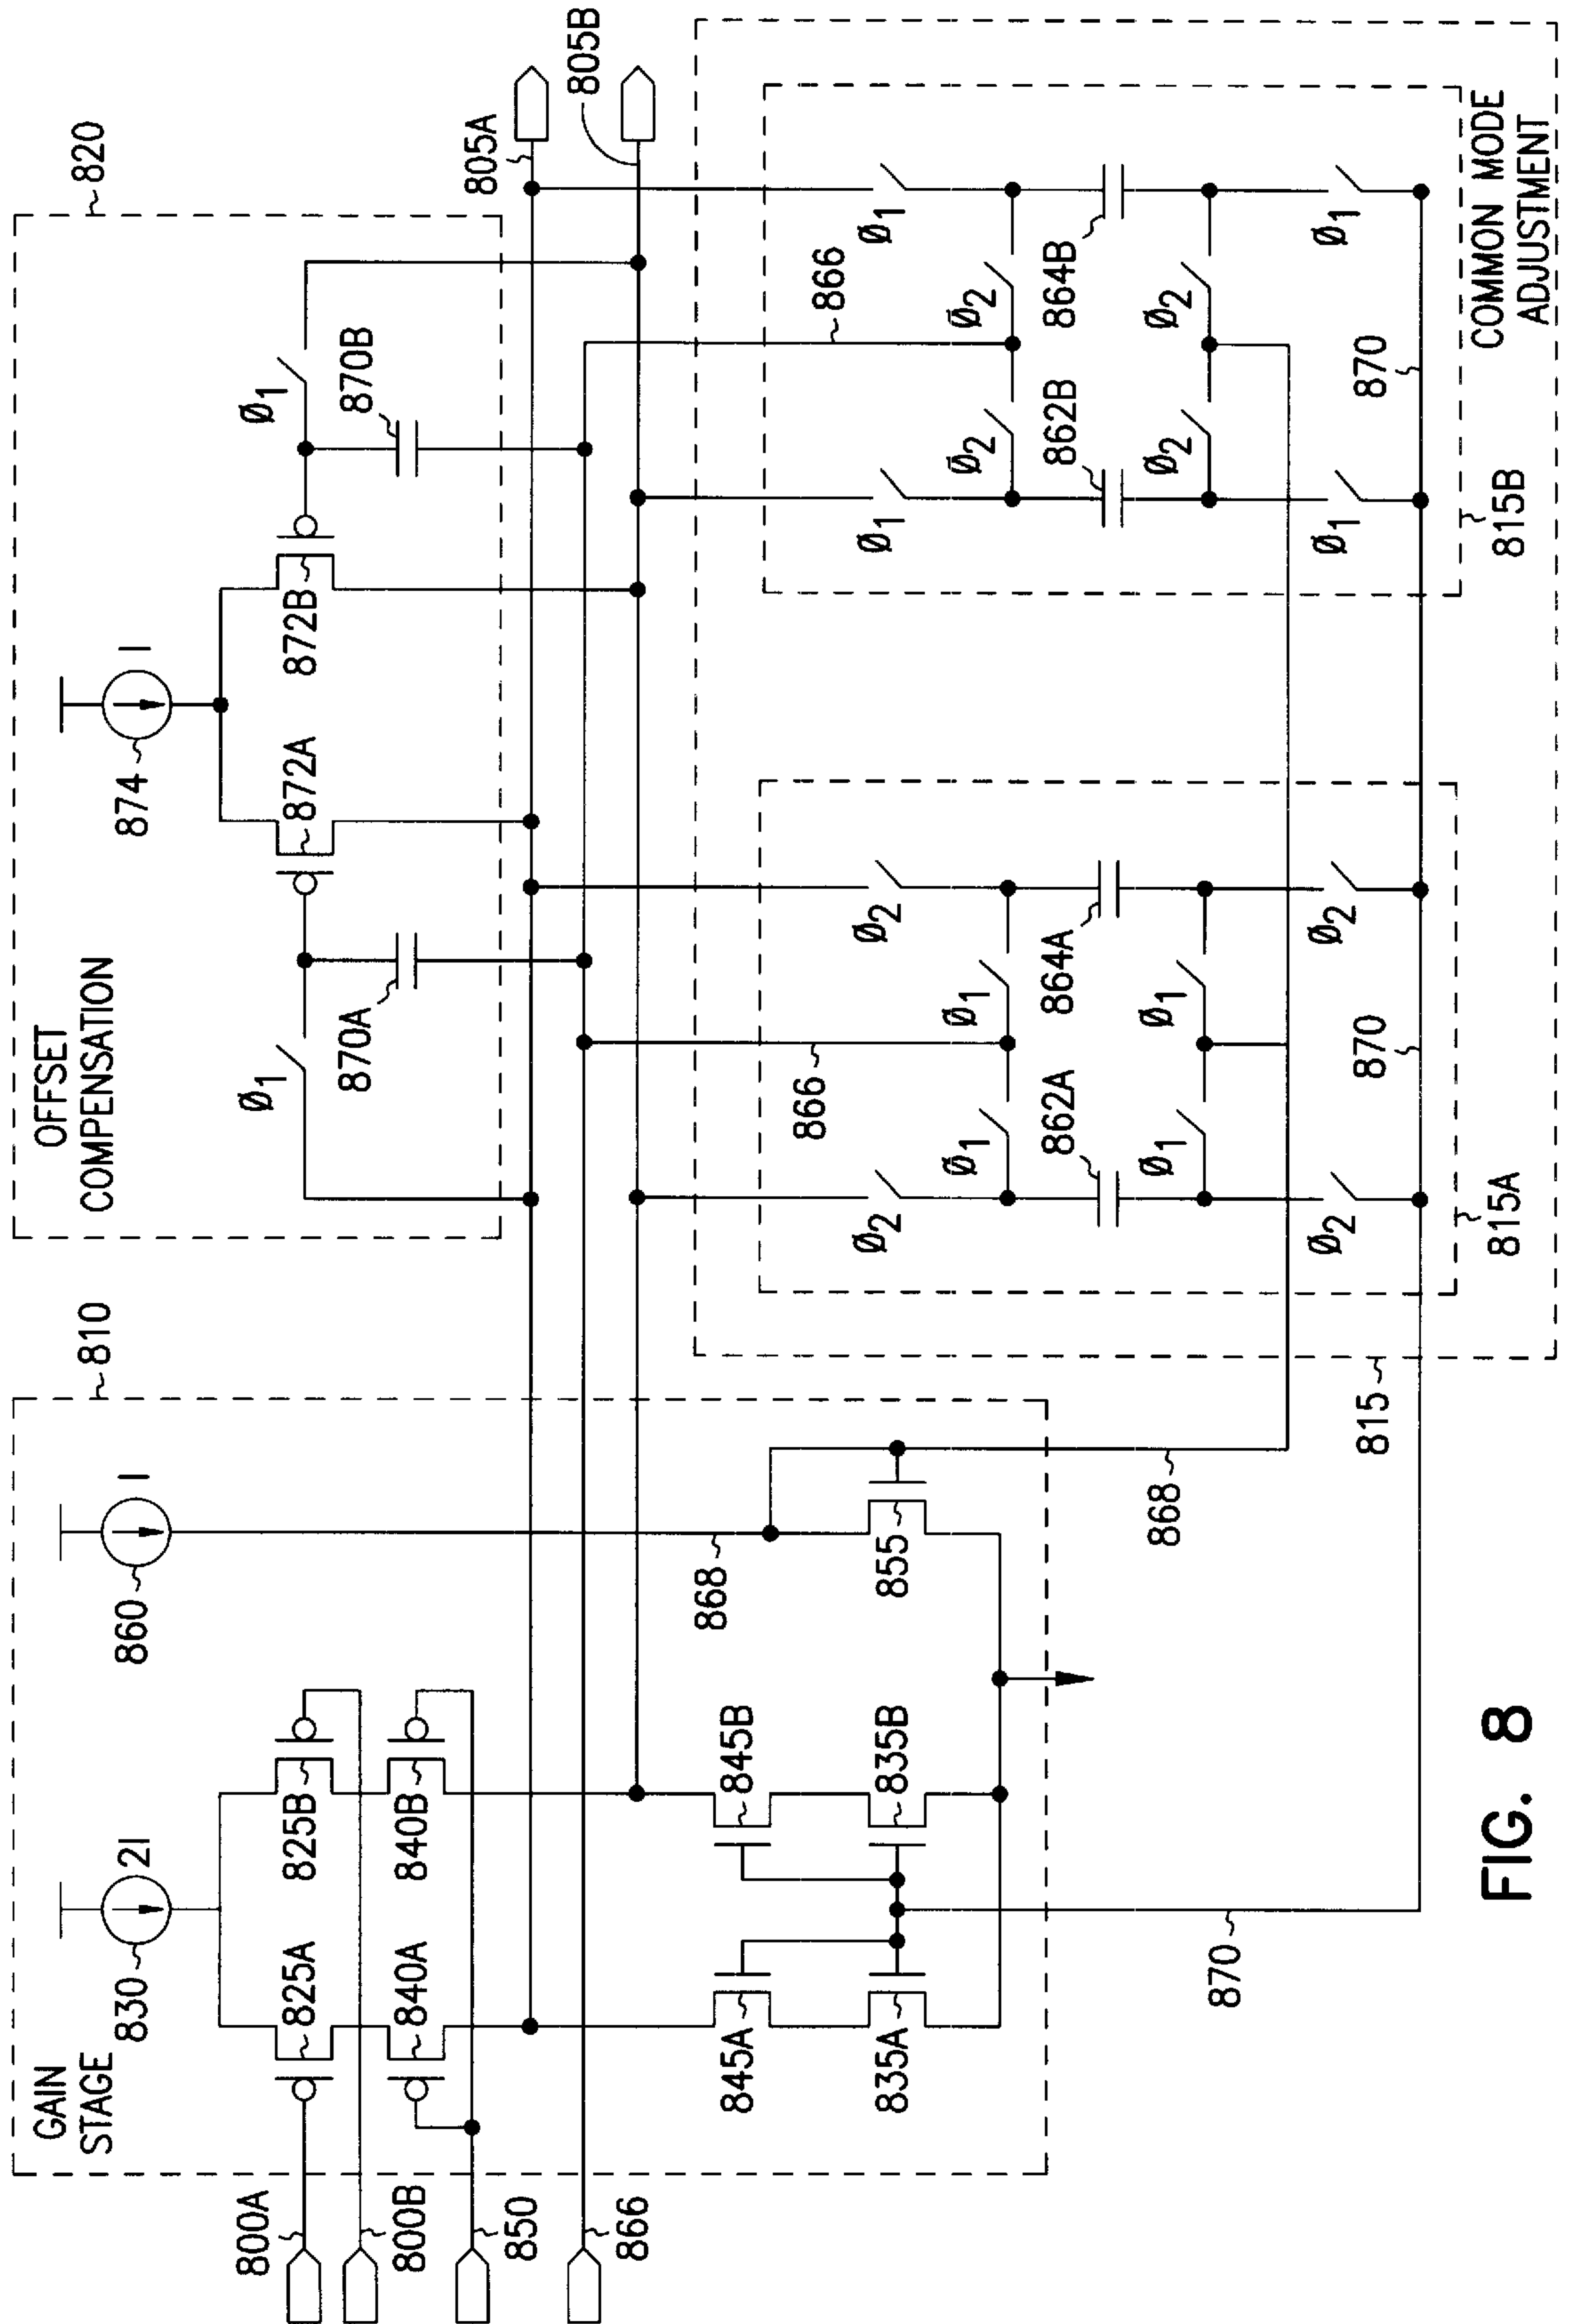 GAIN
STAGE
810
830
2I
860
I
825A
825B
840A
840B
800A
800B
850
866
845A
845B
835A
835B
855
868
868
870
OFFSET
COMPENSATION
820
874
I
872A
872B
Ø1
Ø1
870A
870B
805A
805B
866
866
Ø2
Ø2
Ø1
Ø1
862A
864A
Ø1
Ø1
Ø2
Ø2
870
815A
815
Ø1
Ø1
Ø2
Ø2
862B
864B
Ø2
Ø2
Ø1
Ø1
870
815B
COMMON MODE
ADJUSTMENT
FIG. 8